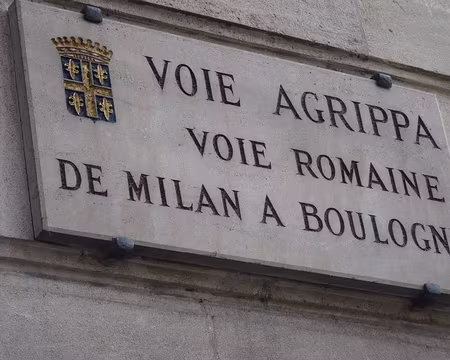 VOIE AGRIPPA
VOIE ROMAINE
DE MILAN A BOULOGN